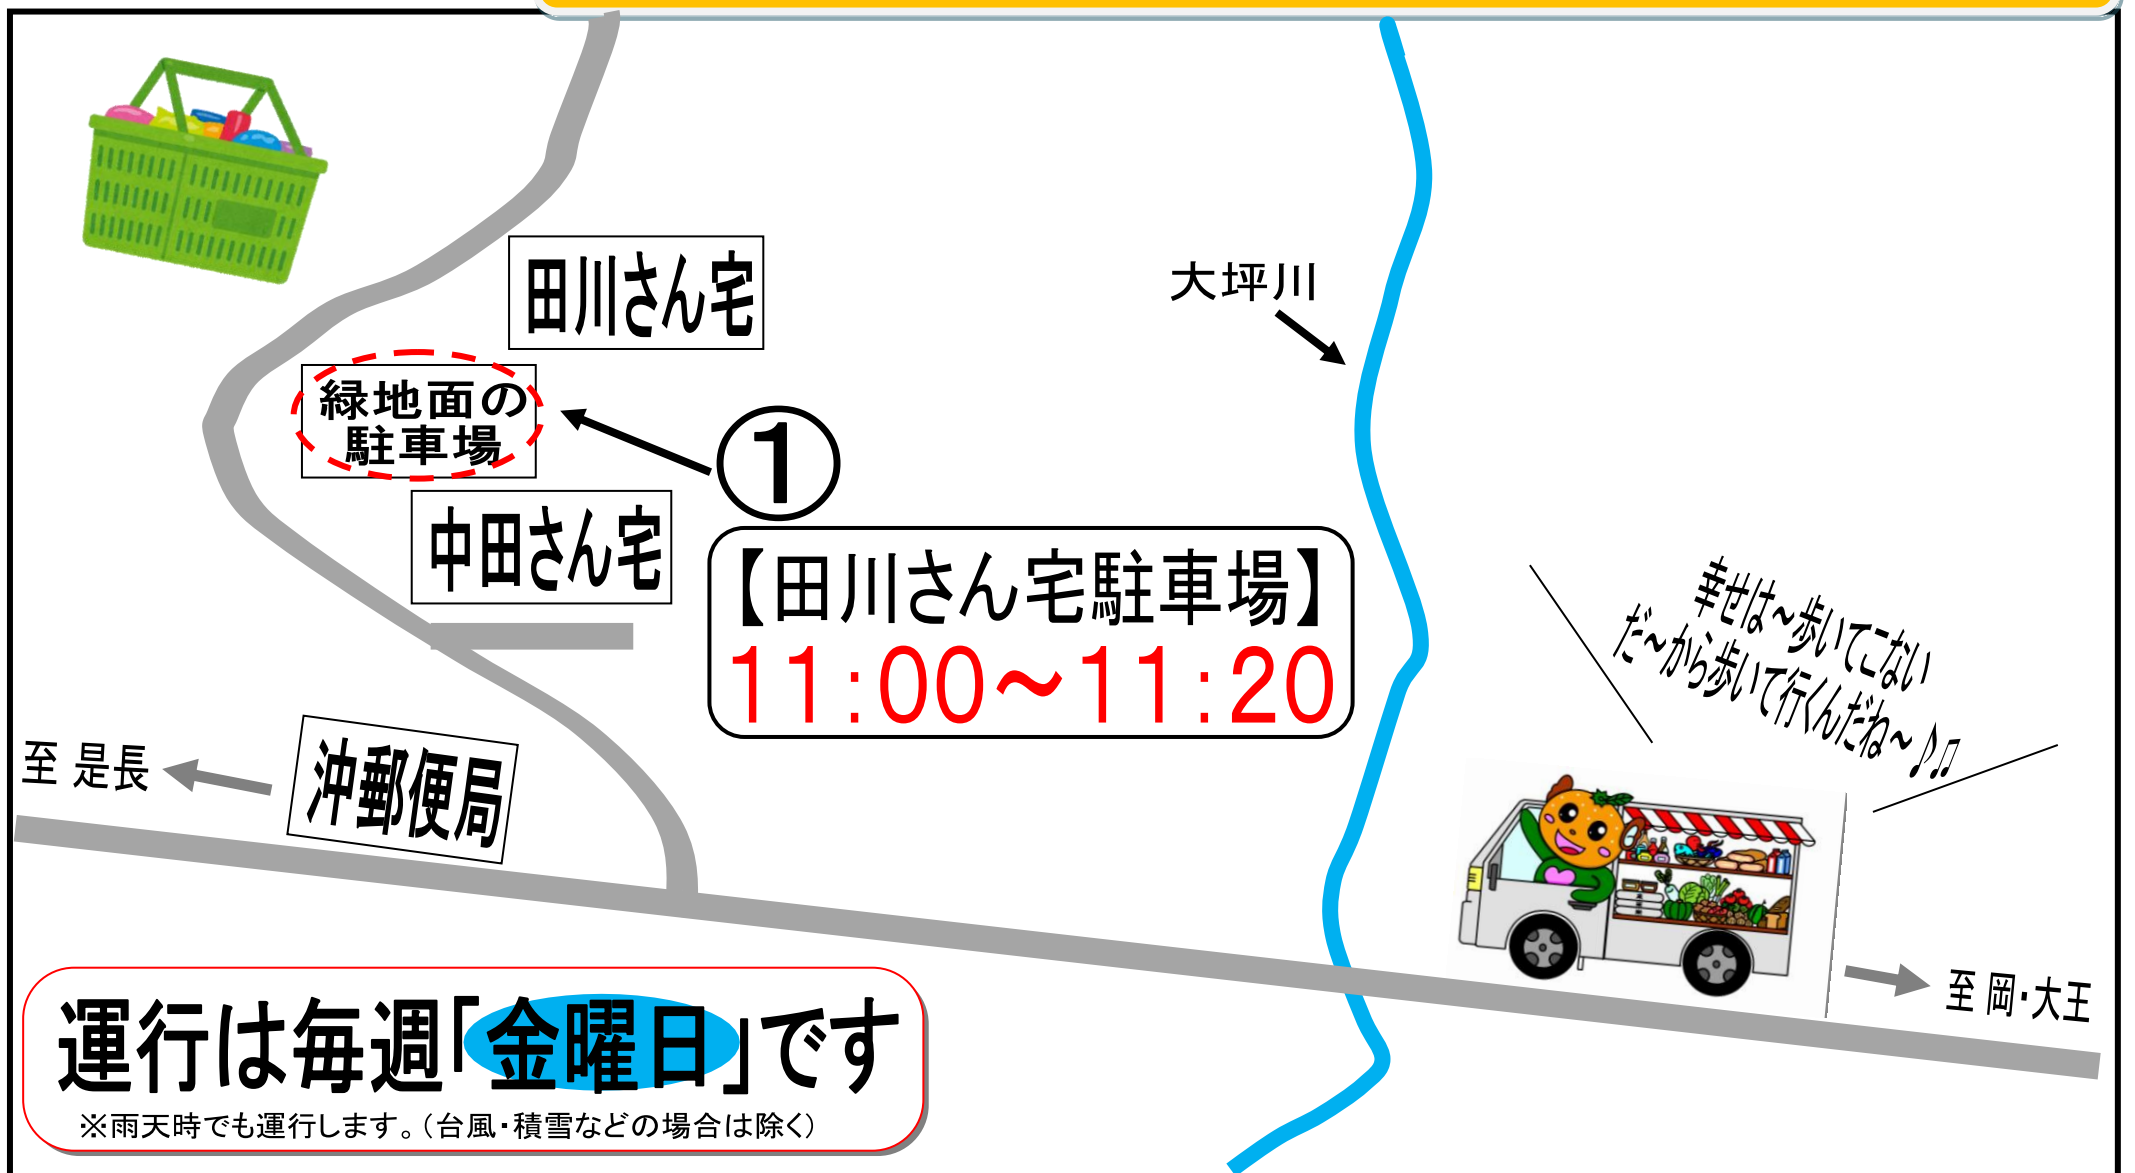 田川さん宅
大坪川
緑地面の
駐車場
①
中田さん宅
【田川さん宅駐車場】
11:00~11:20
幸せは~歩いてこない
だ~から歩いて行くんだね~♪♫
至 是長
沖郵便局
至 岡・大王
運行は毎週「金曜日」です
※雨天時でも運行します。(台風・積雪などの場合は除く)